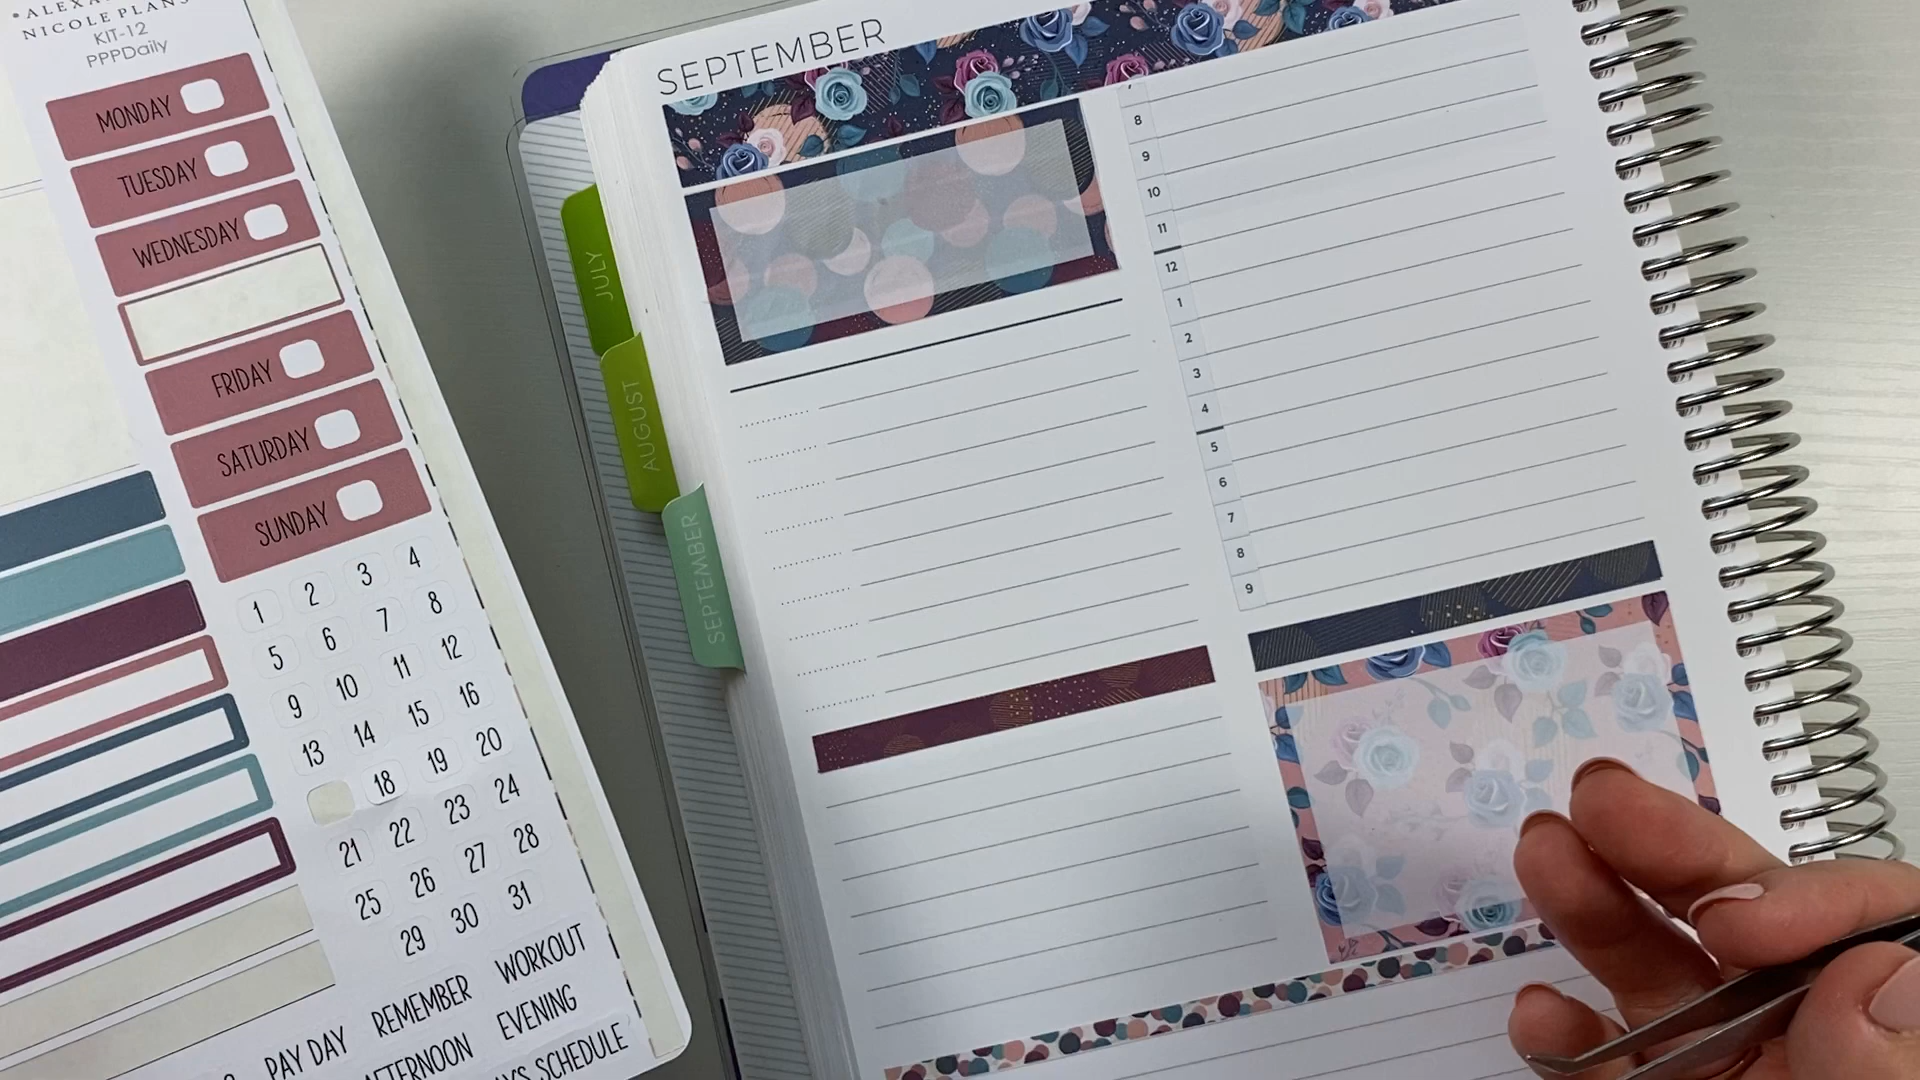 ALEXA
NICOLE PLANS
KIT-12
PPPDaily
MONDAY
TUESDAY
WEDNESDAY
FRIDAY
SATURDAY
SUNDAY
1 2 3 4
5 6 7 8
9 10 11 12
13 14 15 16
18 19 20
21 22 23 24
25 26 27 28
29 30 31
PAY DAY REMEMBER WORKOUT
AFTERNOON EVENING
SCHEDULE
JULY
AUGUST
SEPTEMBER
SEPTEMBER
8
9
10
11
12
1
2
3
4
5
6
7
8
9